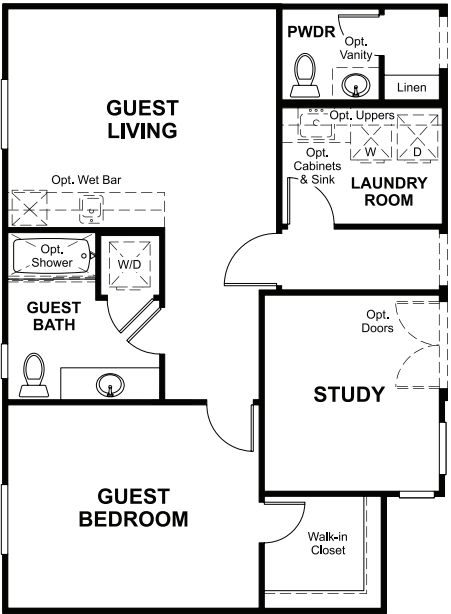 PWDR
Opt.
Vanity
Linen
GUEST
LIVING
Opt. Uppers
W
D
Opt.
Cabinets
& Sink
LAUNDRY
ROOM
Opt. Wet Bar
Opt.
Shower
W/D
GUEST
BATH
Opt.
Doors
STUDY
GUEST
BEDROOM
Walk-in
Closet